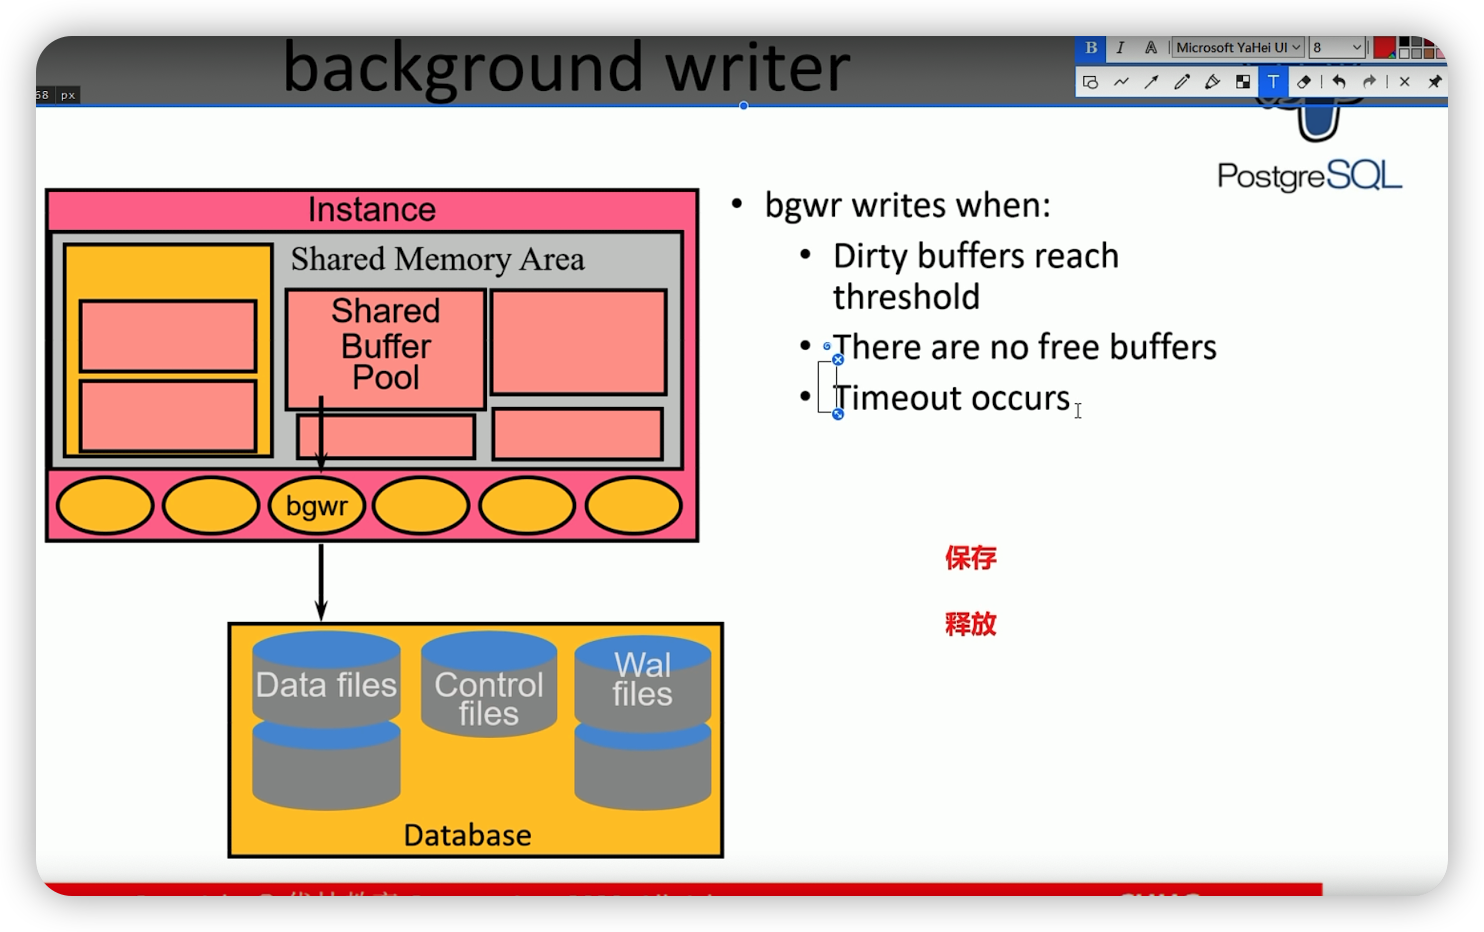 background writer
B I A Microsoft YaHei UI 8
58 px
T
PostgreSQL
Instance
Shared Memory Area
Shared
Buffer
Pool
bgwr
Data files
Control
files
Wal
files
Database
• bgwr writes when:
• Dirty buffers reach
threshold
• There are no free buffers
• Timeout occurs
保存
释放